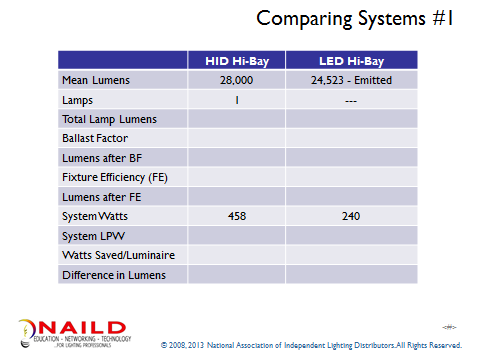 Comparing Systems #1
HID Hi-Bay LED Hi-Bay
Mean Lumens 28,000 24,523 - Emitted
Lamps 1 ---
Total Lamp Lumens
Ballast Factor
Lumens after BF
Fixture Efficiency (FE)
Lumens after FE
System Watts 458 240
System LPW
Watts Saved/Luminaire
Difference in Lumens
NAILD
EDUCATION • NETWORKING • TECHNOLOGY
...FOR LIGHTING PROFESSIONALS
‹#›
© 2008, 2013 National Association of Independent Lighting Distributors. All Rights Reserved.